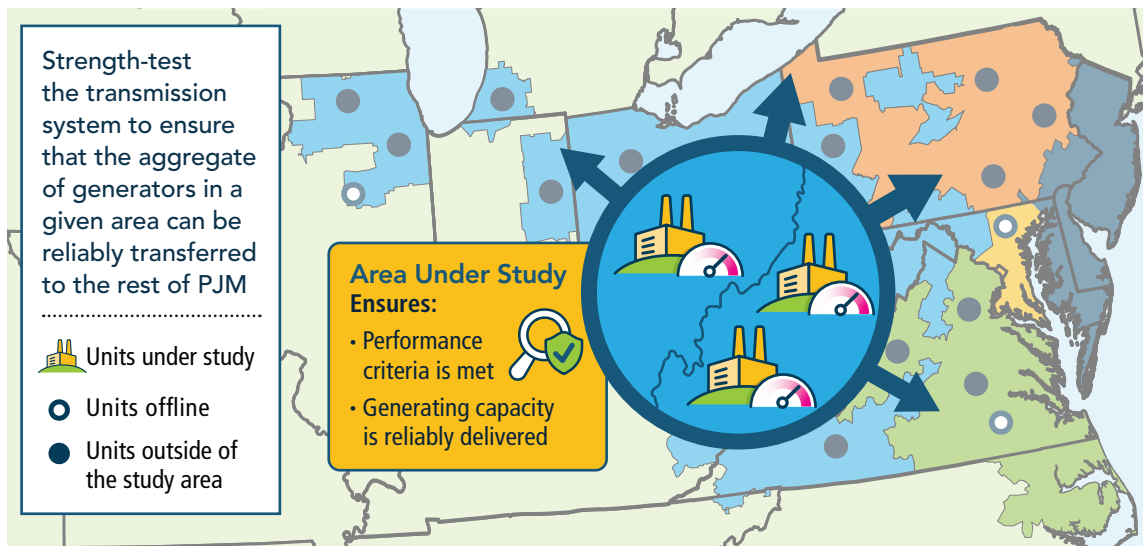 Strength-test
the transmission
system to ensure
that the aggregate
of generators in a
given area can be
reliably transferred
to the rest of PJM
Units under study
Units offline
Units outside of
the study area
Area Under Study
Ensures:
• Performance
criteria is met
• Generating capacity
is reliably delivered